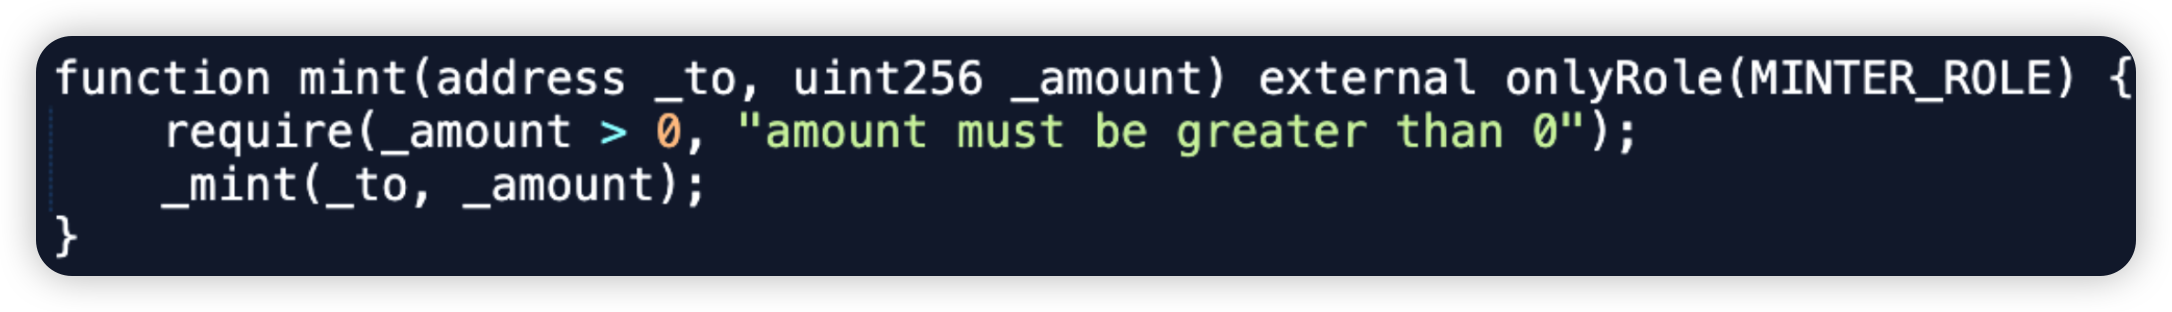 function mint(address _to, uint256 _amount) external onlyRole(MINTER_ROLE) {
    require(_amount > 0, "amount must be greater than 0");
    _mint(_to, _amount);
}